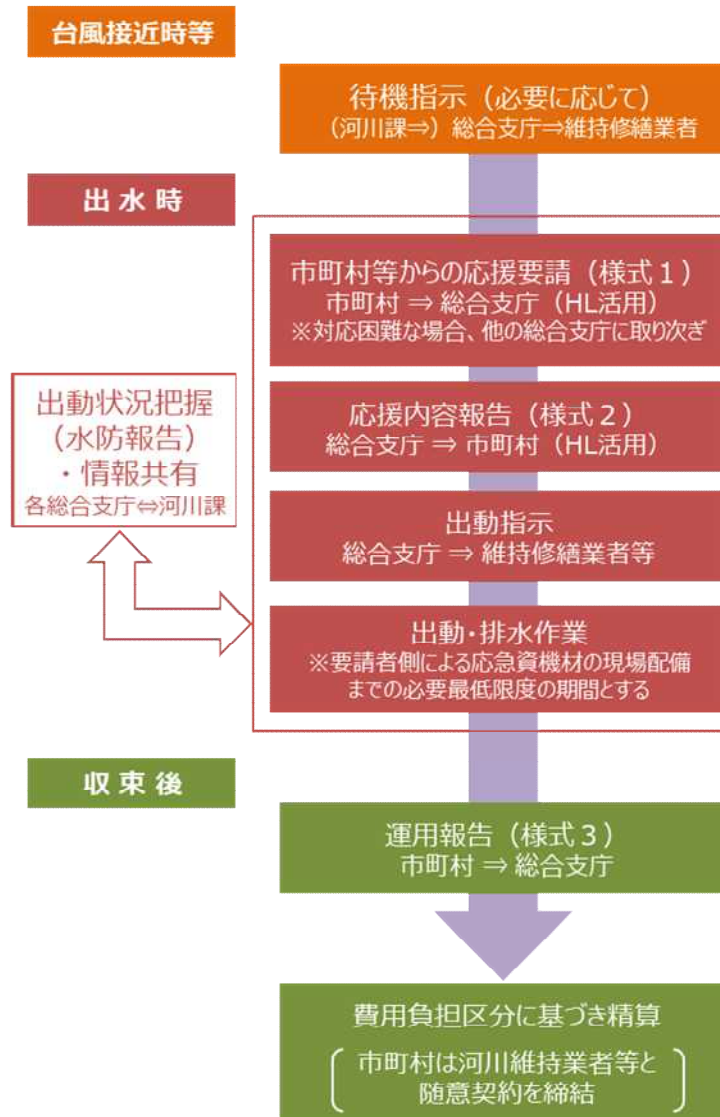 台風接近時等
待機指示（必要に応じて）
（河川課⇒）総合支庁⇒維持修繕業者
出水時
市町村等からの応援要請（様式１）
市町村 ⇒ 総合支庁（HL活用）
※対応困難な場合、他の総合支庁に取り次ぎ
出動状況把握
（水防報告）
・情報共有
各総合支庁⇔河川課
応援内容報告（様式２）
総合支庁 ⇒ 市町村（HL活用）
出動指示
総合支庁 ⇒ 維持修繕業者等
出動・排水作業
※要請者側による応急資機材の現場配備
までの必要最低限度の期間とする
収束後
運用報告（様式３）
市町村 ⇒ 総合支庁
費用負担区分に基づき精算
市町村は河川維持業者等と
随意契約を締結